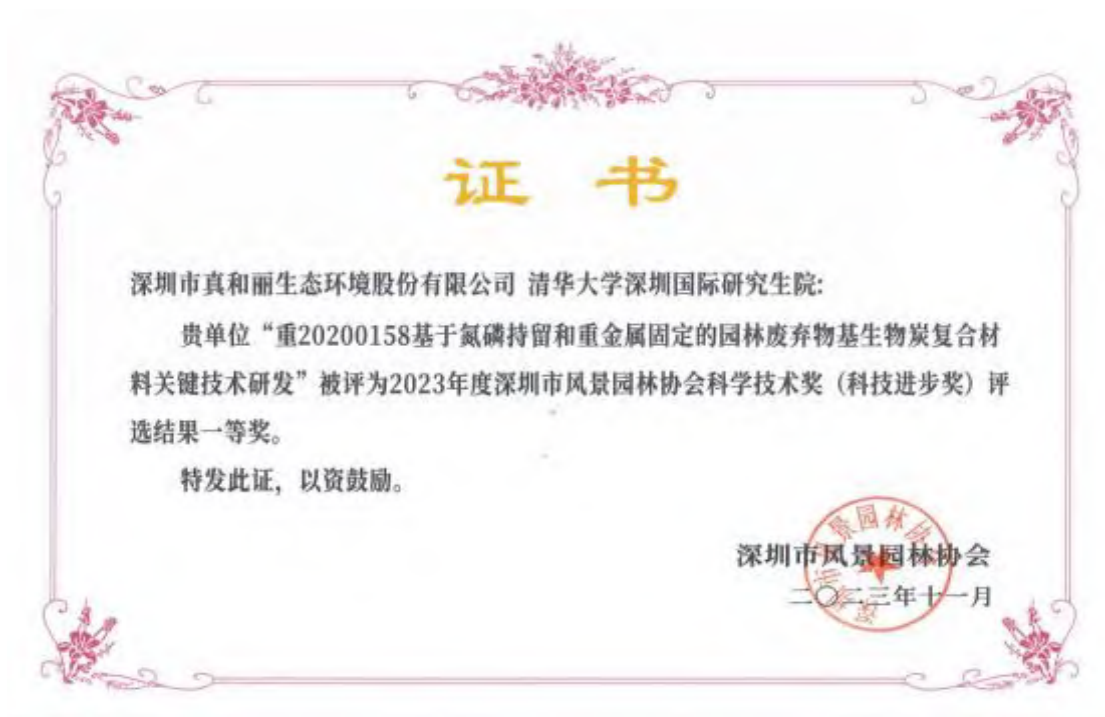 证 书
深圳市真和丽生态环境股份有限公司 清华大学深圳国际研究生院:
贵单位“重20200158基于氮磷持留和重金属固定的园林废弃物基生物炭复合材
料关键技术研发”被评为2023年度深圳市风景园林协会科学技术奖（科技进步奖）评
选结果一等奖。
特发此证，以资鼓励。
深圳市风景园林协会
二〇二三年十一月